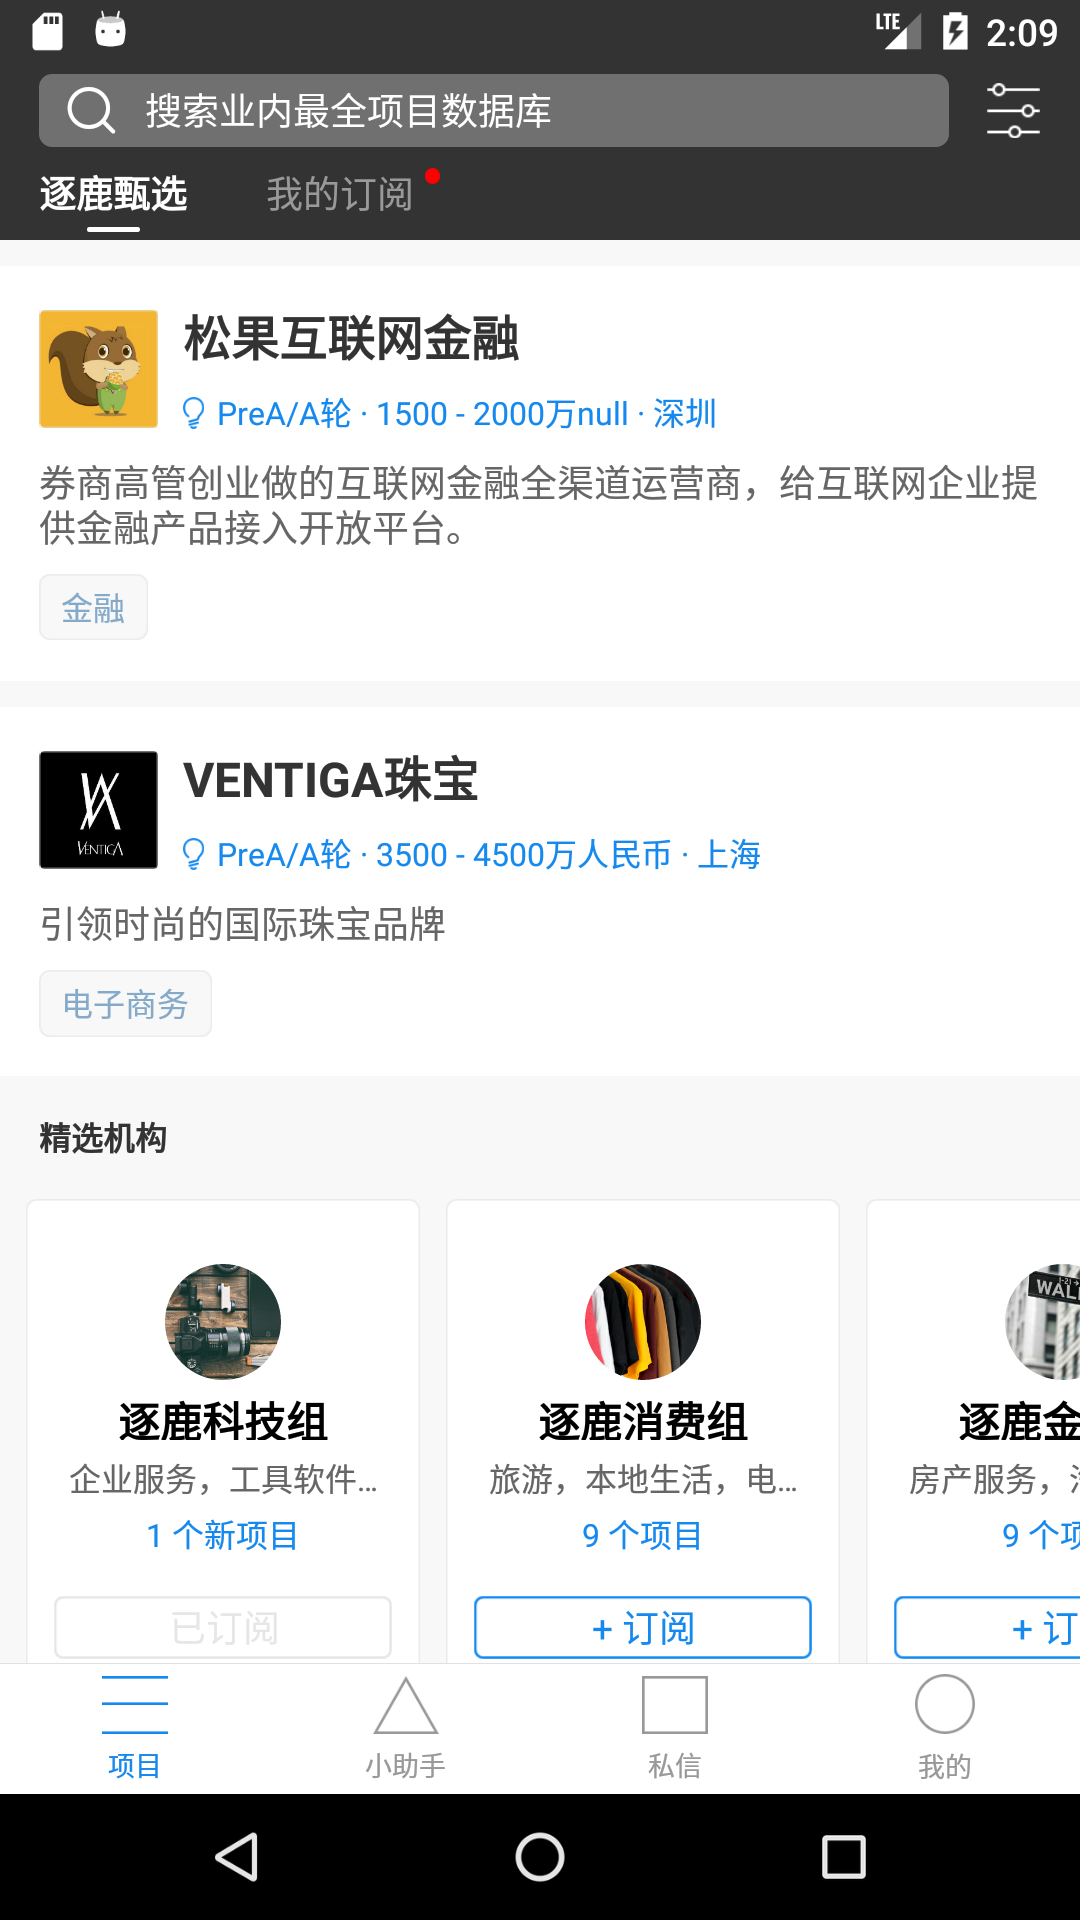 LTE 2:09
搜索业内最全项目数据库
逐鹿甄选 我的订阅
松果互联网金融
PreA/A轮 · 1500 - 2000万null · 深圳
券商高管创业做的互联网金融全渠道运营商，给互联网企业提
供金融产品接入开放平台。
金融
VENTIGA珠宝
VENTIGA
PreA/A轮 · 3500 - 4500万人民币 · 上海
引领时尚的国际珠宝品牌
电子商务
精选机构
WAL
逐鹿科技组 逐鹿消费组 逐鹿金
企业服务，工具软件... 旅游，本地生活，电... 房产服务，
1 个新项目 9 个项目 9 个项
已订阅 + 订阅 + 订
项目 小助手 私信 我的